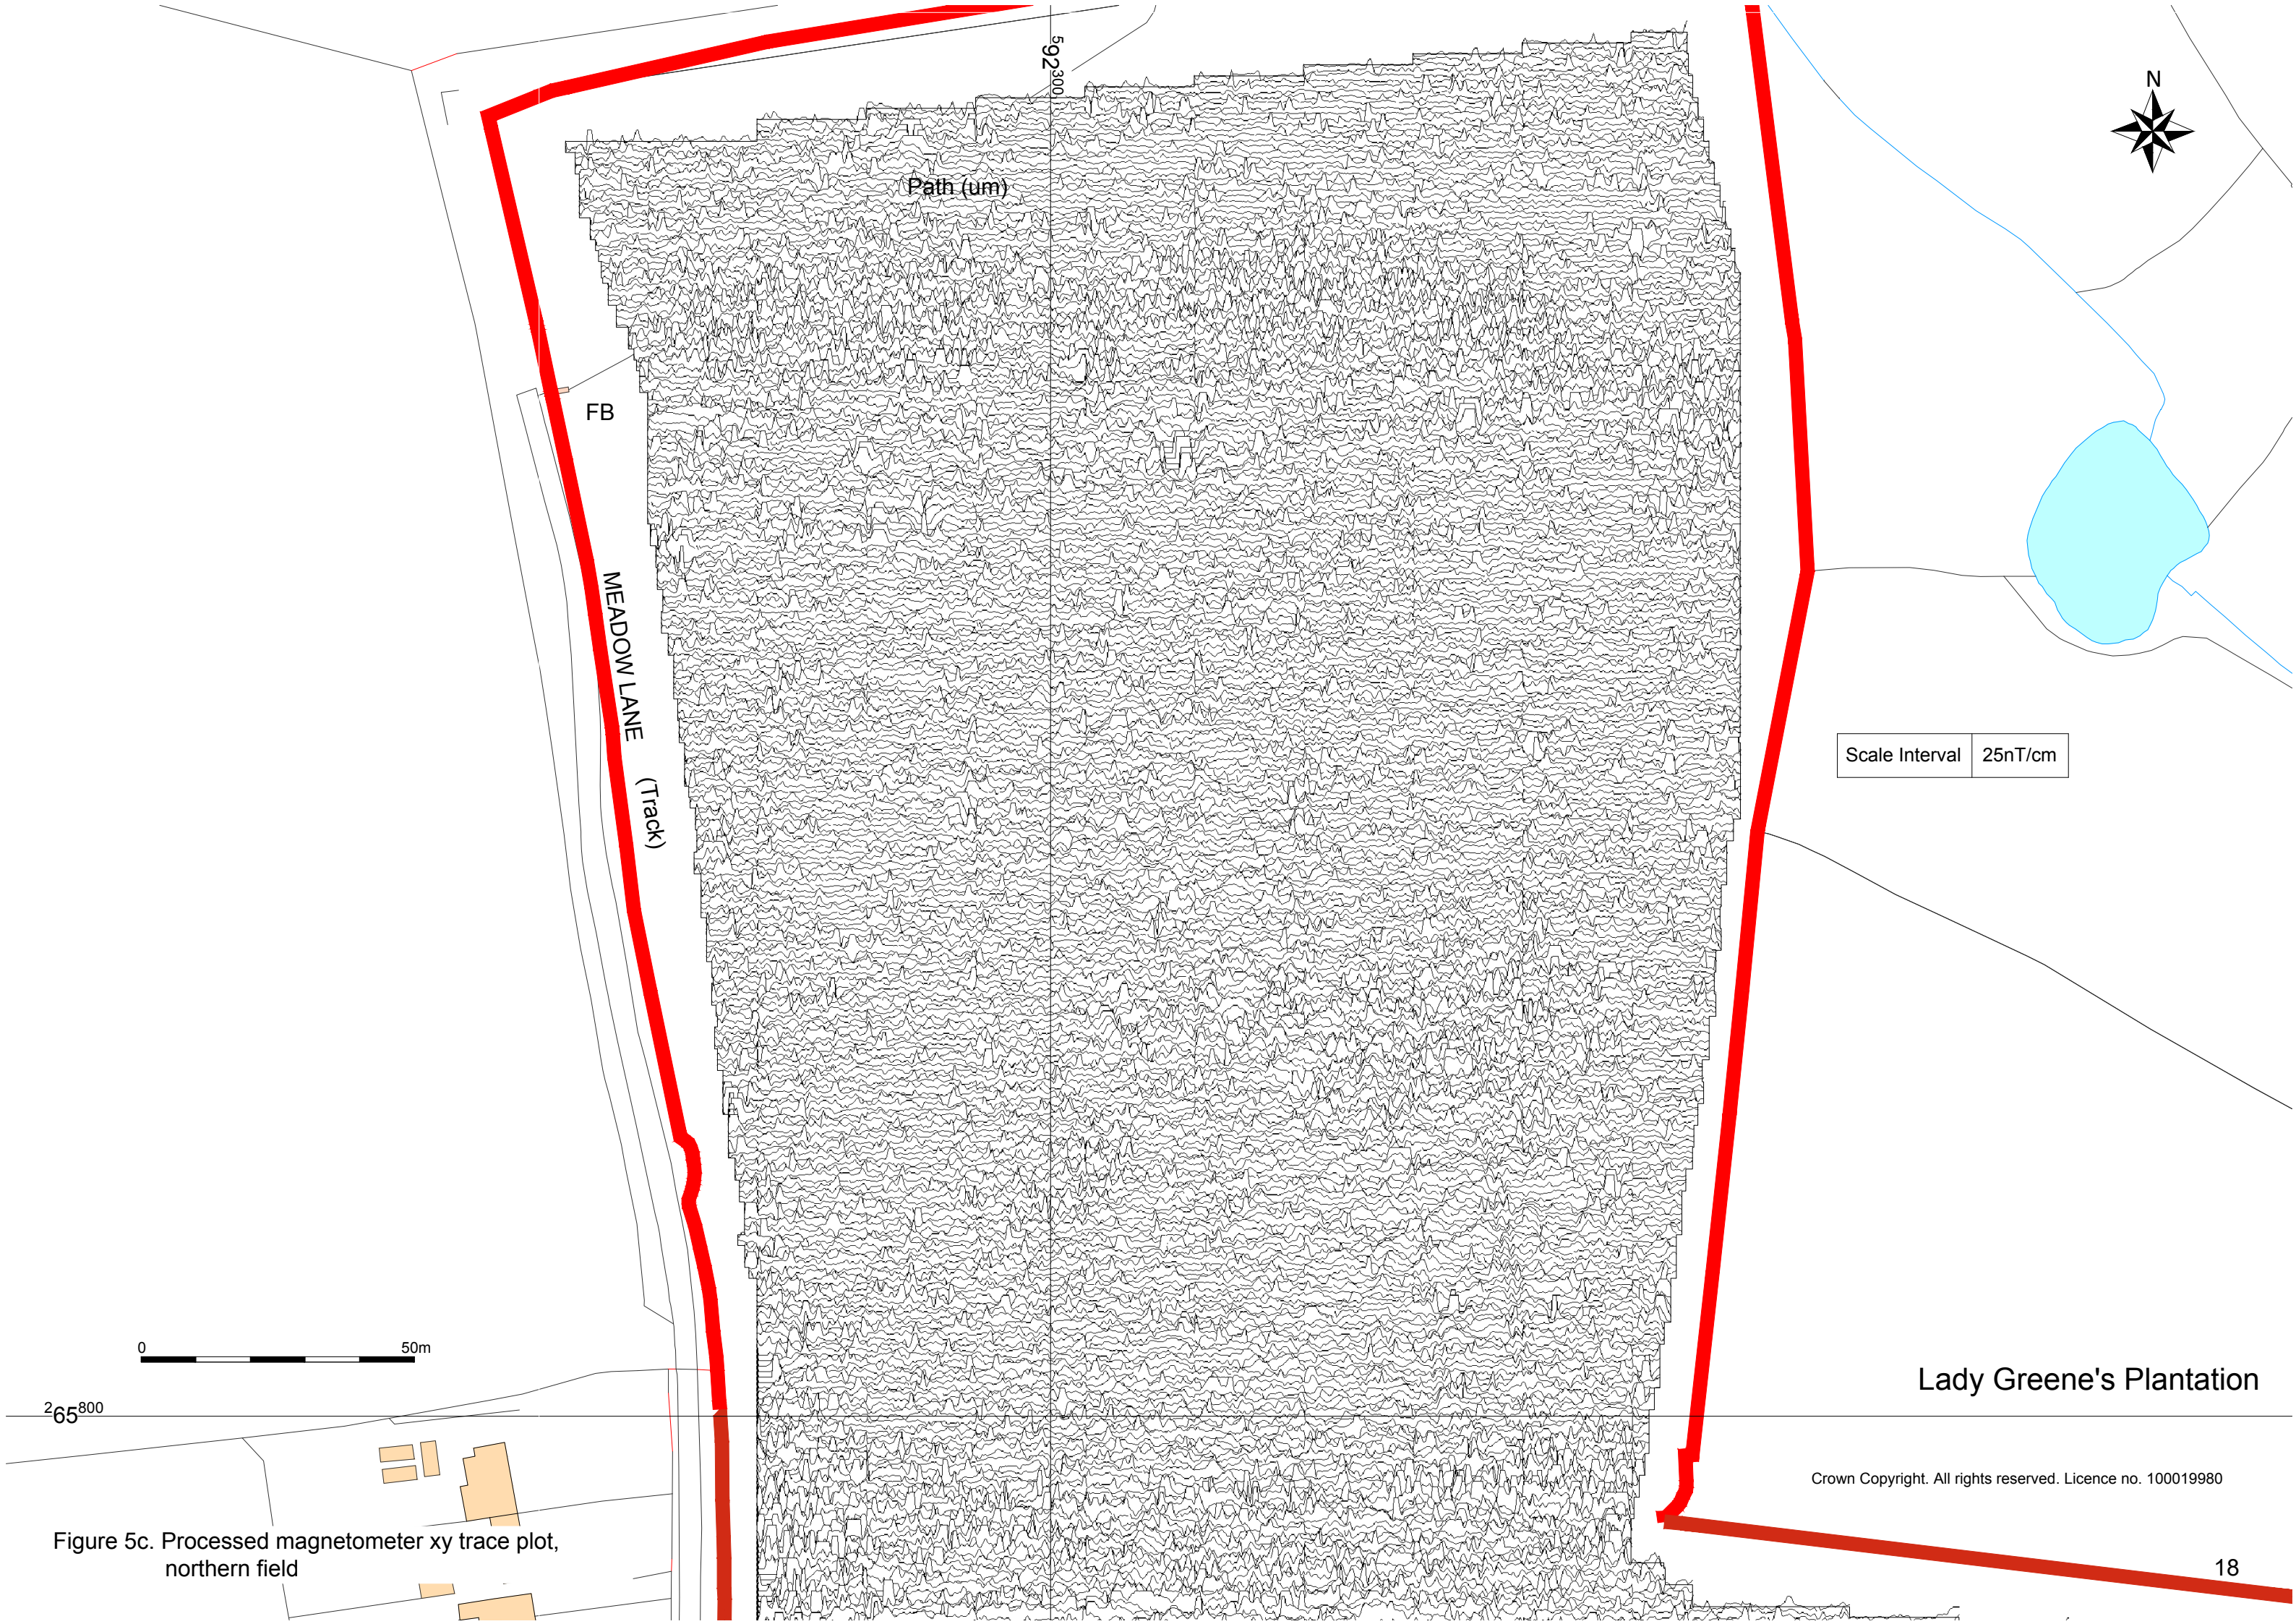 592300
N
Path (um)
FB
MEADOW LANE
(Track)
Scale Interval 25nT/cm
0 50m
Lady Greene's Plantation
265800
Crown Copyright. All rights reserved. Licence no. 100019980
Figure 5c. Processed magnetometer xy trace plot,
northern field
18